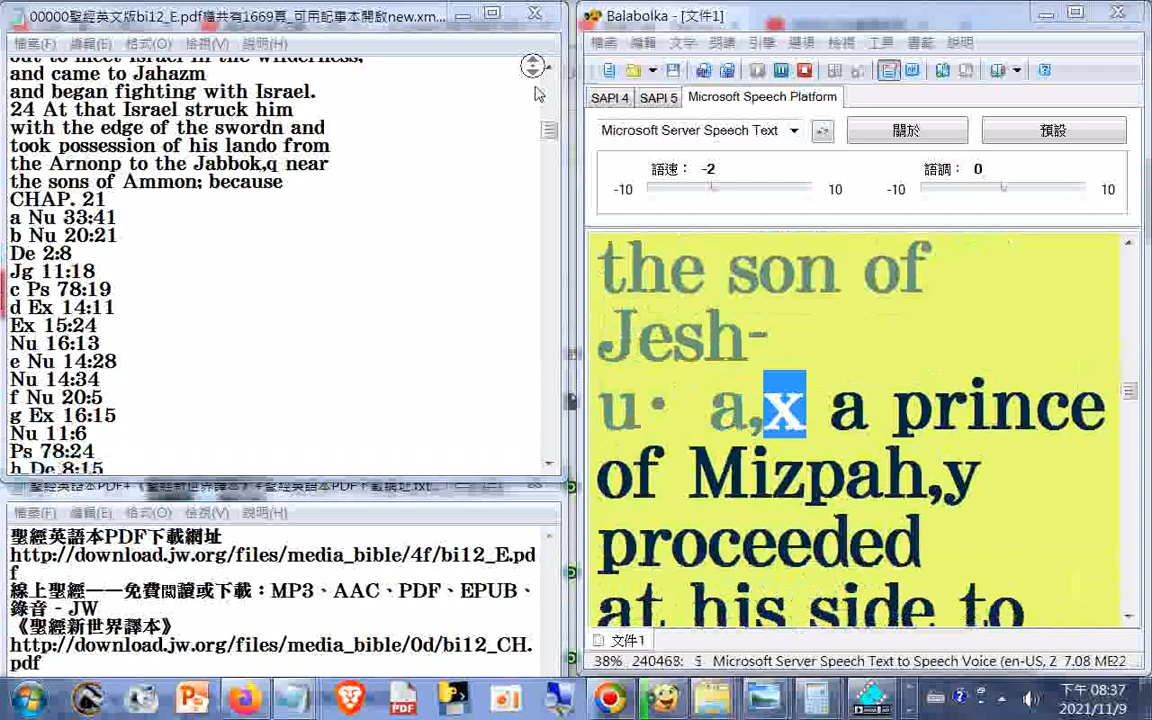 00000聖經英文版bi12_E.pdf檔共有1669頁_可用記事本開啟new.xm...
檔案(F) 編輯(E) 格式(O) 檢視(V) 說明(H)
out to meet Israel in the wilderness,
and came to Jahazm
and began fighting with Israel.
24 At that Israel struck him
with the edge of the swordn and
took possession of his lando from
the Arnonp to the Jabbok,q near
the sons of Ammon; because
CHAP. 21
a Nu 33:41
b Nu 20:21
De 2:8
Jg 11:18
c Ps 78:19
d Ex 14:11
Ex 15:24
Nu 16:13
e Nu 14:28
Nu 14:34
f Nu 20:5
g Ex 16:15
Nu 11:6
Ps 78:24
h De 8:15
檔案(F) 編輯(E) 格式(O) 檢視(V) 說明(H)
聖經英語本PDF下載網址
http://download.jw.org/files/media_bible/4f/bi12_E.pd
f
線上聖經──免費閱讀或下載：MP3、AAC、PDF、EPUB、
錄音 - JW
《聖經新世界譯本》
http://download.jw.org/files/media_bible/0d/bi12_CH.
pdf
Balabolka - [文件1]
檔案 編輯 文字 朗讀 引擎 選項 檢視 工具 書籤 說明
SAPI 4 SAPI 5 Microsoft Speech Platform
Microsoft Server Speech Text 關於 預設
語速： -2 語調： 0
-10 10 -10 10
the son of
Jesh-
u· a,x a prince
of Mizpah,y
proceeded
at his side to
文件1
38% 240468: Microsoft Server Speech Text to Speech Voice (en-US, Z 7.08 ME22
下午 08:37
2021/11/9